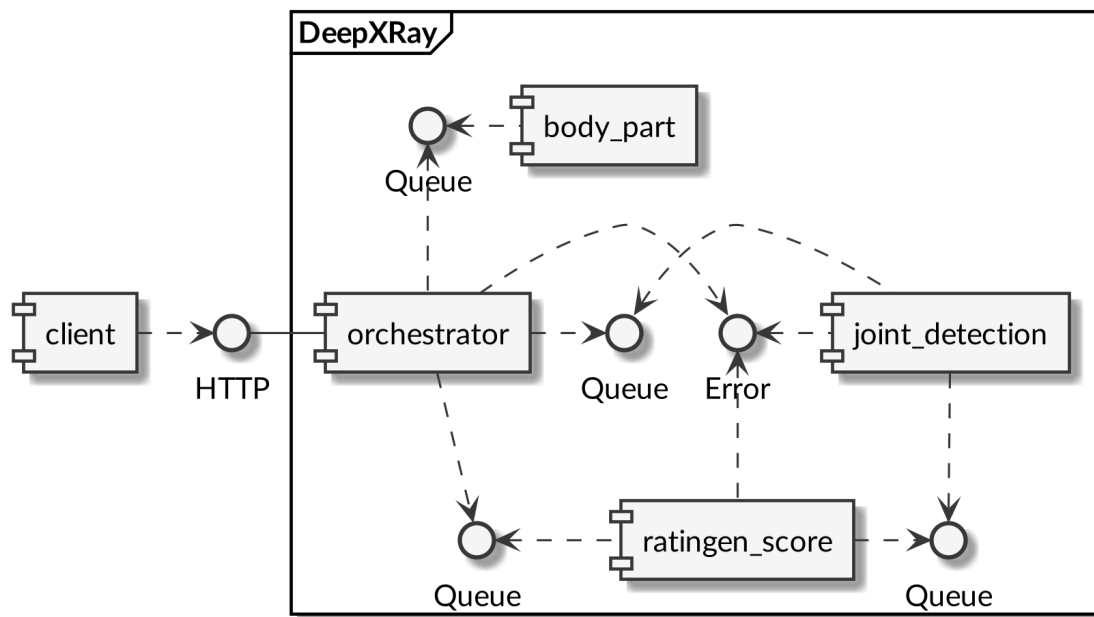 DeepXRay
body_part
Queue
client
orchestrator
joint_detection
HTTP
Queue
Error
ratingen_score
Queue
Queue